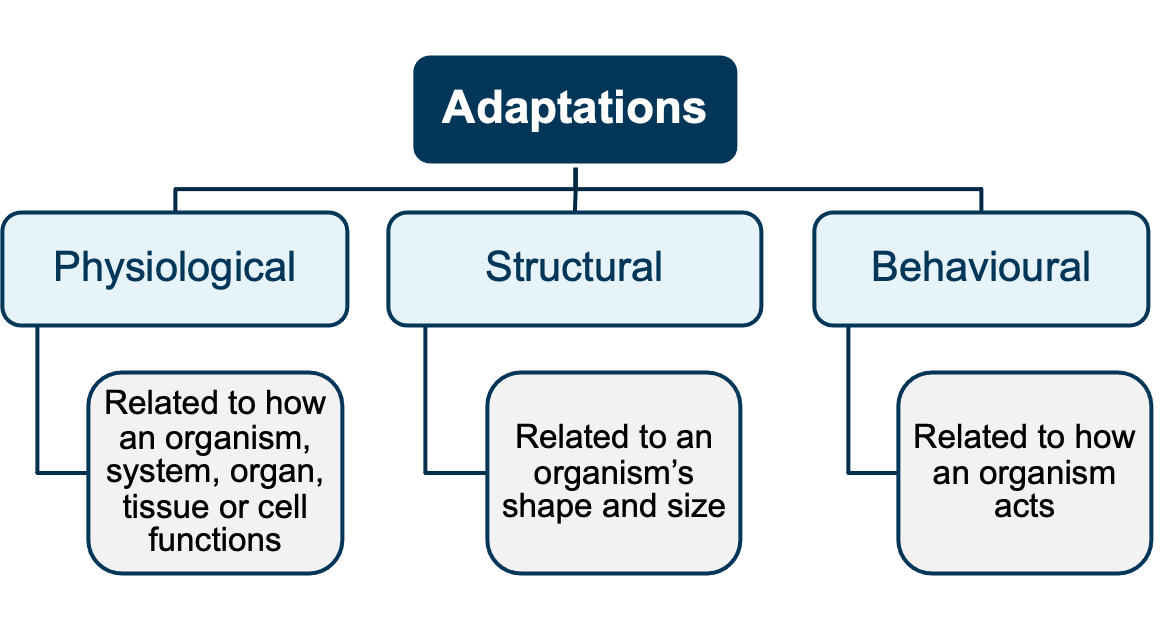 Adaptations
Physiological
Structural
Behavioural
Related to how
an organism,
system, organ,
tissue or cell
functions
Related to an
organism’s
shape and size
Related to how
an organism
acts